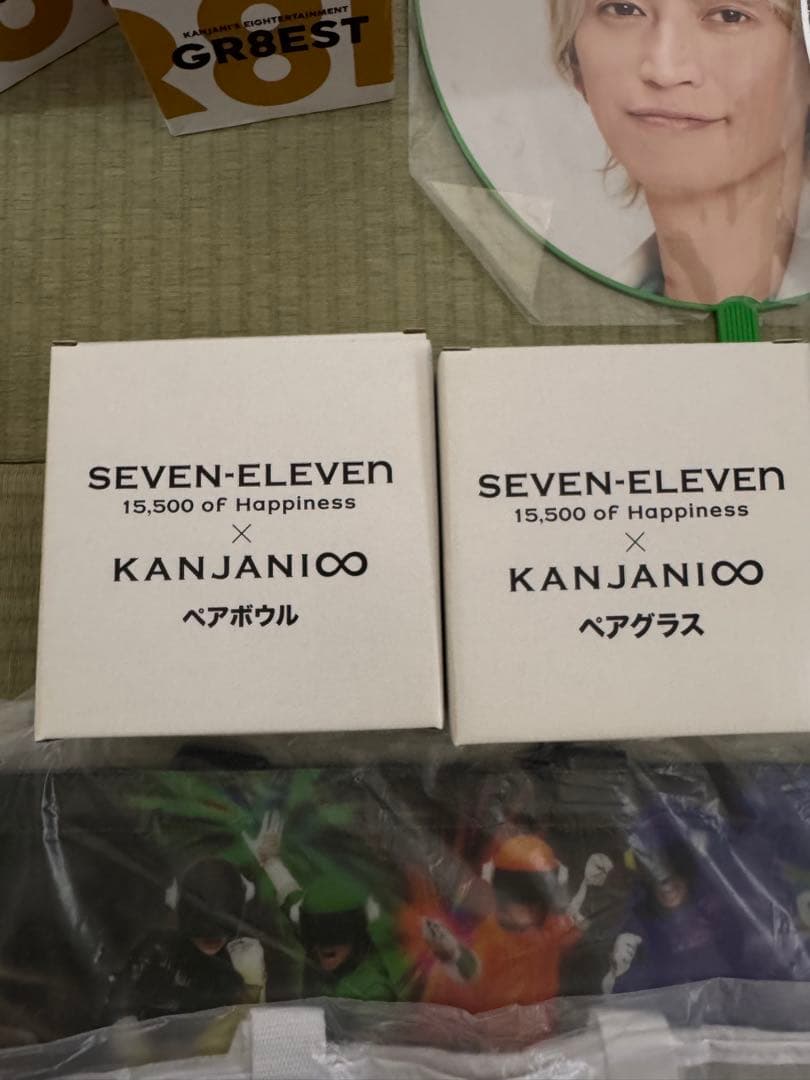 KANJANI'S EIGHTERTAINMENT
GR8EST
SEVEN-ELEVEn
15,500 oF Happiness
×
KANJANI∞
ペアボウル
SEVEN-ELEVEn
15,500 oF Happiness
×
KANJANI∞
ペアグラス